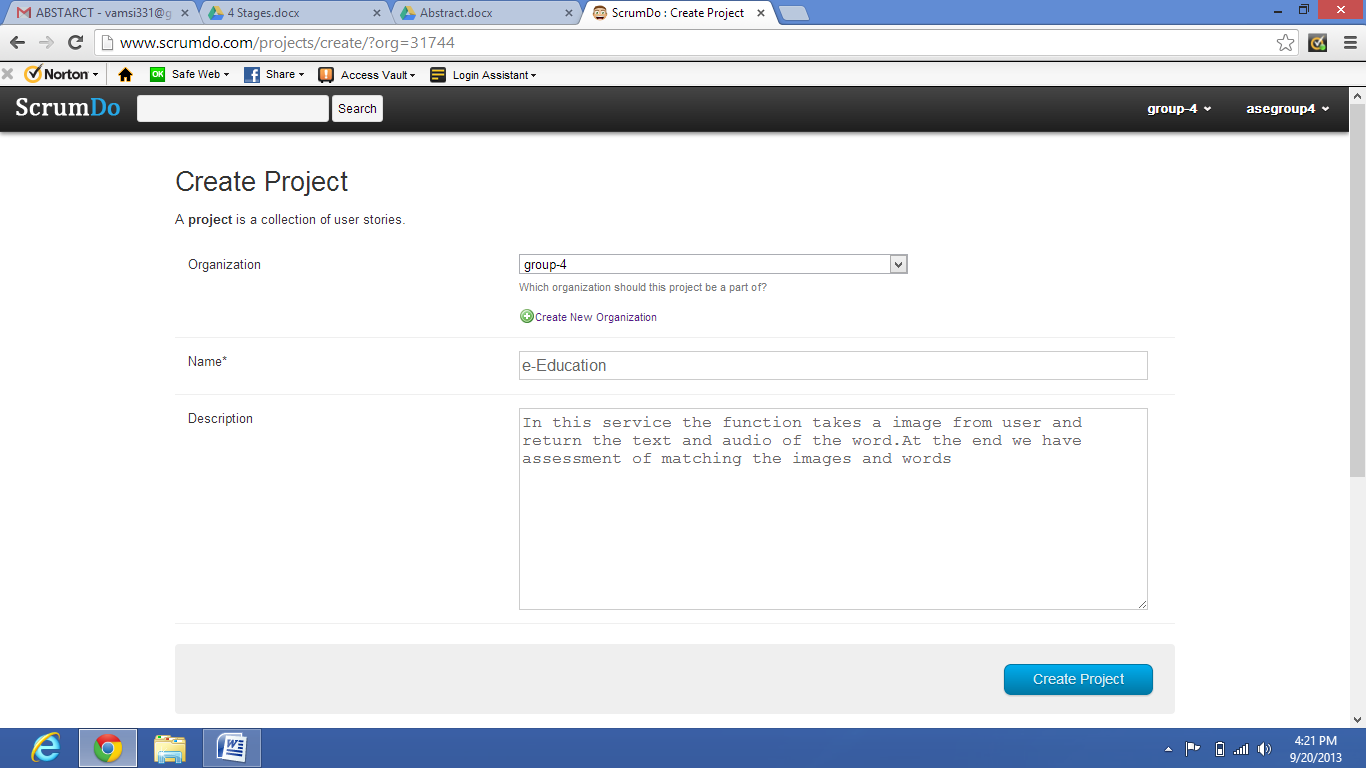 ABSTARCT - vamsi331@g
4 Stages.docx
Abstract.docx
ScrumDo : Create Project
www.scrumdo.com/projects/create/?org=31744
Norton
OK Safe Web
Share
Access Vault
Login Assistant
ScrumDo
Search
group-4
asegroup4
Create Project
A project is a collection of user stories.
Organization
group-4
Which organization should this project be a part of?
Create New Organization
Name*
e-Education
Description
In this service the function takes a image from user and
return the text and audio of the word.At the end we have
assessment of matching the images and words
Create Project
4:21 PM
9/20/2013